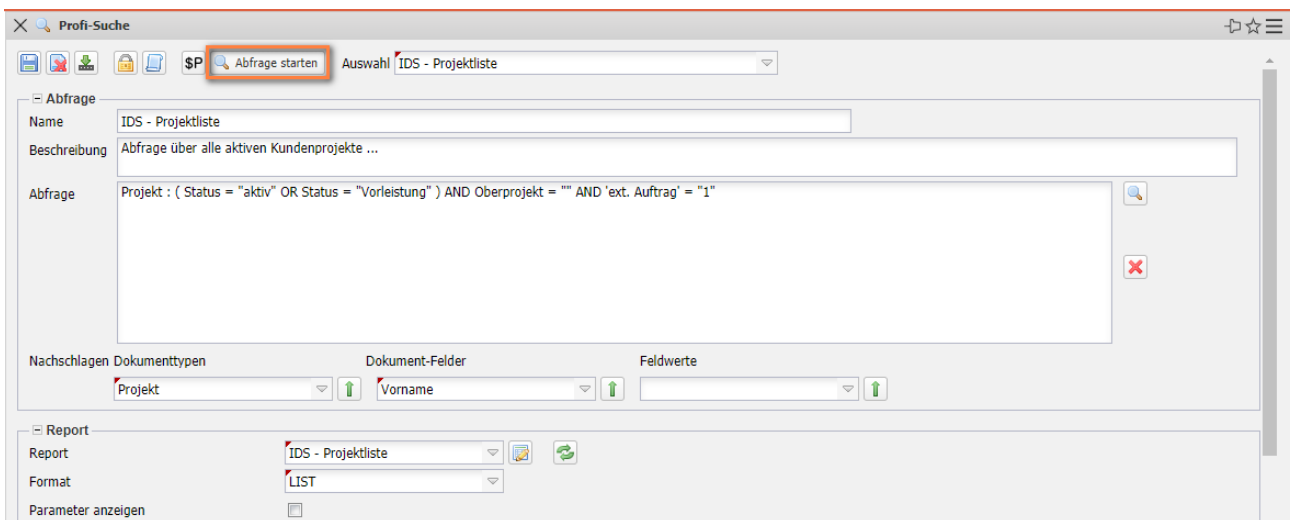 Profi-Suche
$P Abfrage starten Auswahl IDS - Projektliste
Abfrage
Name IDS - Projektliste
Beschreibung Abfrage über alle aktiven Kundenprojekte ...
Abfrage Projekt : ( Status = "aktiv" OR Status = "Vorleistung" ) AND Oberprojekt = "" AND 'ext. Auftrag' = "1"
Nachschlagen Dokumenttypen Dokument-Felder Feldwerte
Projekt Vorname
Report
Report IDS - Projektliste
Format LIST
Parameter anzeigen